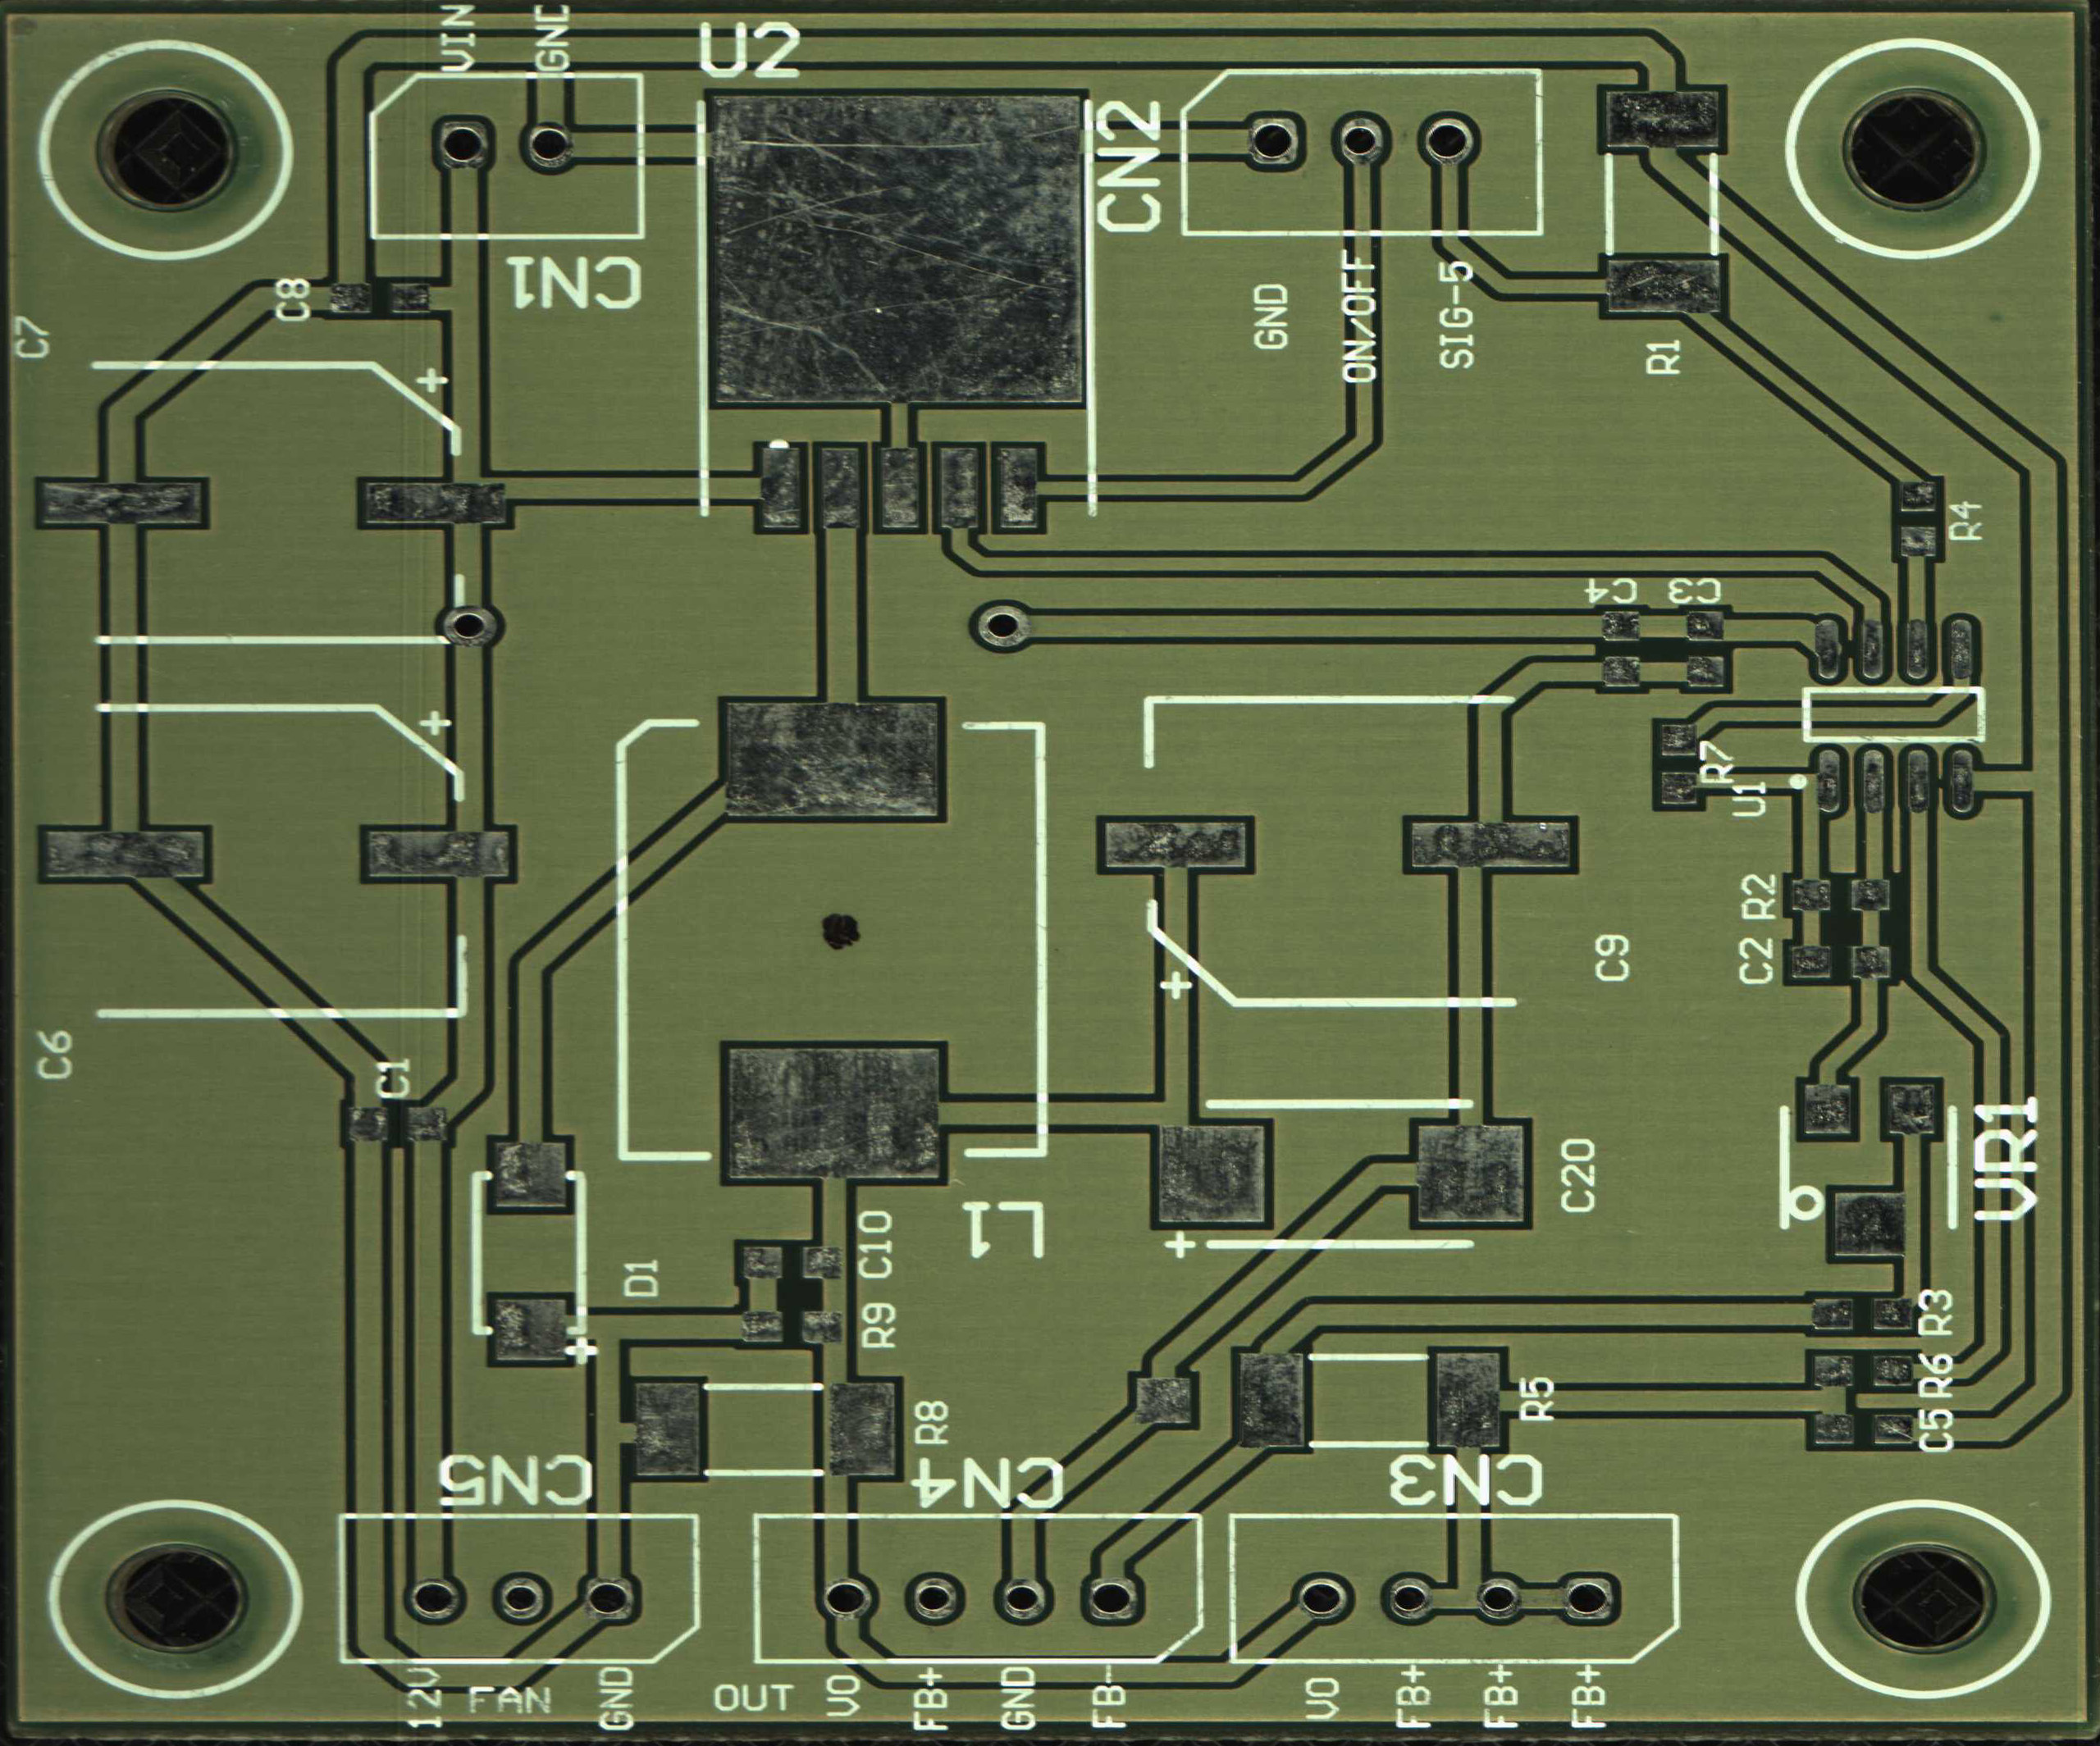 VIN
GND
U2
CN2
CN1
C8
C7
GND
ON/OFF
SIG-5
R1
R4
C4
C3
R7
U1
R2
C2
C9
C6
C1
C20
VR1
L1
D1
C10
R9
R3
R6
C5
R5
R8
CN5
CN4
CN3
12V
FAN
GND
OUT
VO
FB+
GND
FB-
VO
FB+
FB+
FB+